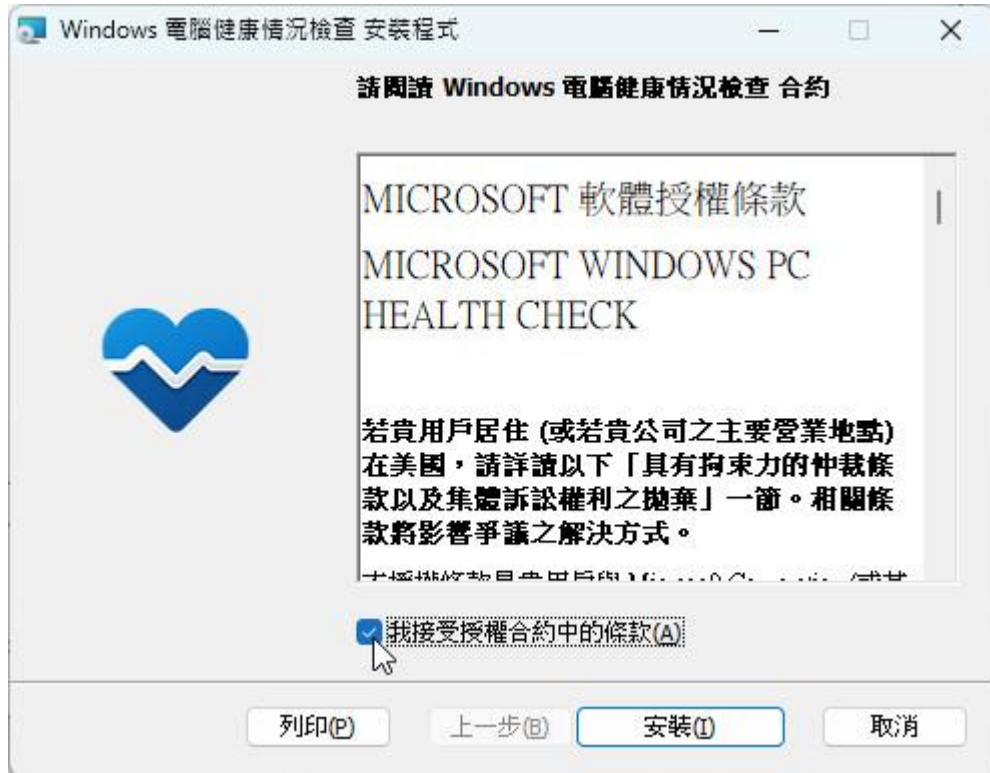 Windows 電腦健康情況檢查 安裝程式
請閱讀 Windows 電腦健康情況檢查 合約
MICROSOFT 軟體授權條款
MICROSOFT WINDOWS PC
HEALTH CHECK
若貴用戶居住 (或若貴公司之主要營業地點)
在美國，請詳讀以下「具有拘束力的仲裁條
款以及集體訴訟權利之拋棄」一節。相關條
款將影響爭議之解決方式。
我接受授權合約中的條款(A)
列印(P)
上一步(B)
安裝(I)
取消